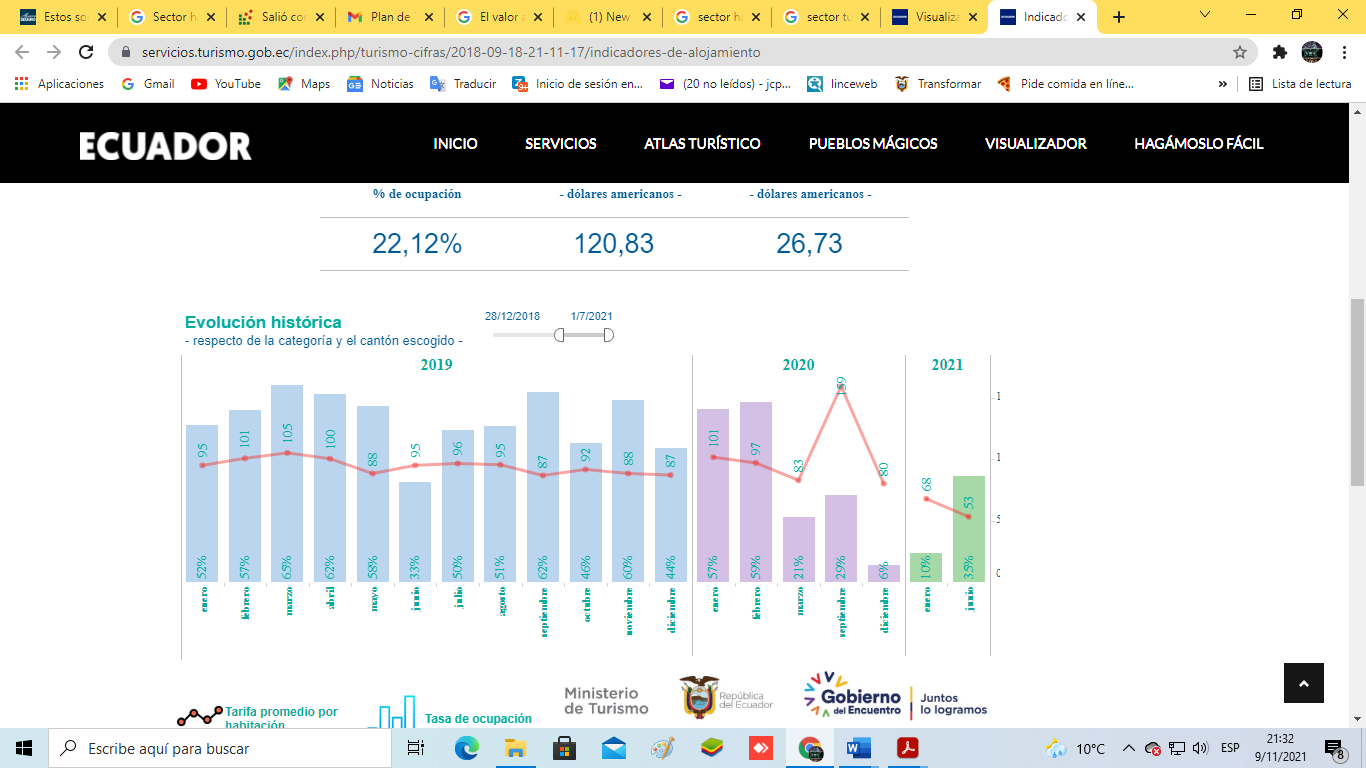 Estos so
Sector h
Salió con
Plan de
El valor a
(1) New
sector h
sector tu
Visualiza
Indicado
servicios.turismo.gob.ec/index.php/turismo-cifras/2018-09-18-21-11-17/indicadores-de-alojamiento
Aplicaciones Gmail YouTube Maps Noticias Traducir Inicio de sesión en... (20 no leídos) - jcp... linceweb Transformar Pide comida en líne... » Lista de lectura
ECUADOR INICIO SERVICIOS ATLAS TURÍSTICO PUEBLOS MÁGICOS VISUALIZADOR HAGÁMOSLO FÁCIL
% de ocupación - dólares americanos - - dólares americanos -
22,12% 120,83 26,73
Evolución histórica 28/12/2018 1/7/2021
- respecto de la categoría y el cantón escogido -
2019 2020 2021
95 101 105 100 88 95 96 95 87 92 88 87 101 97 83 159 80 68 53
52% 57% 65% 62% 58% 33% 50% 51% 62% 46% 60% 44% 57% 59% 21% 29% 6% 10% 35%
enero febrero marzo abril mayo junio julio agosto septiembre octubre noviembre diciembre enero febrero marzo septiembre diciembre enero junio
Tarifa promedio por
habitación
Tasa de ocupación
Ministerio
de Turismo
República
del Ecuador
Gobierno
del Encuentro
Juntos
lo logramos
Escribe aquí para buscar
10°C ESP 21:32
9/11/2021
8